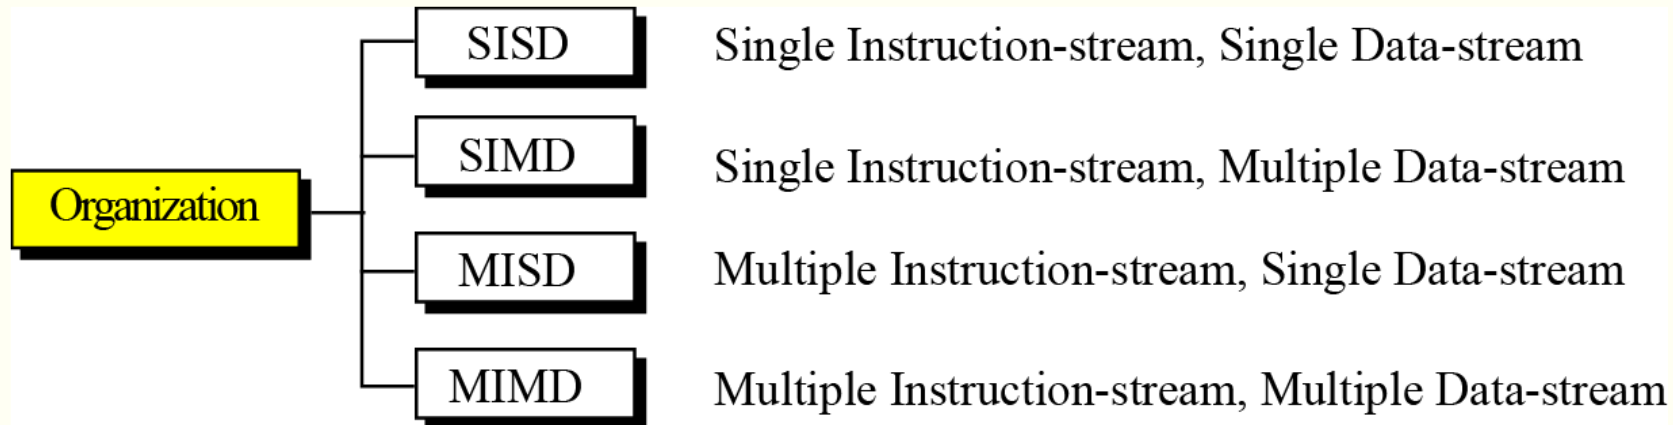 SISD Single Instruction-stream, Single Data-stream
SIMD Single Instruction-stream, Multiple Data-stream
Organization
MISD Multiple Instruction-stream, Single Data-stream
MIMD Multiple Instruction-stream, Multiple Data-stream